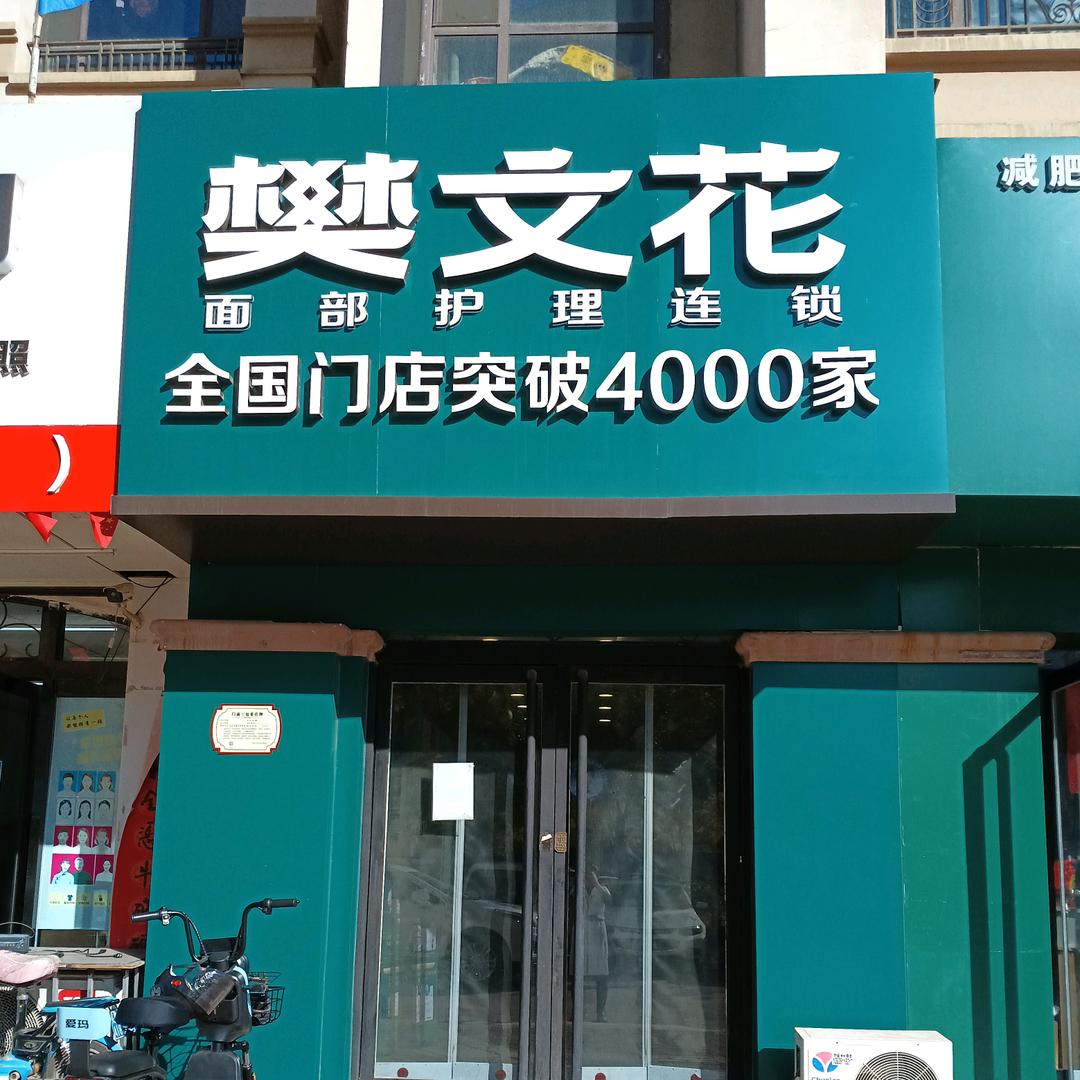 樊文花
面部护理连锁
全国门店突破4000家
减肥
照
)
爱玛